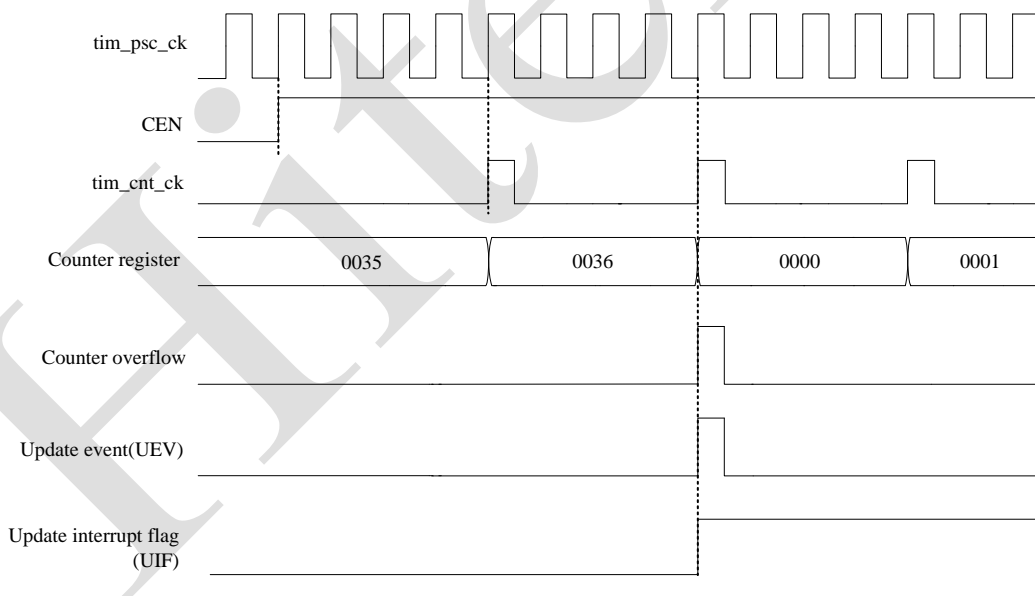 tim_psc_ck
CEN
tim_cnt_ck
Counter register 0035 0036 0000 0001
Counter overflow
Update event(UEV)
Update interrupt flag
(UIF)